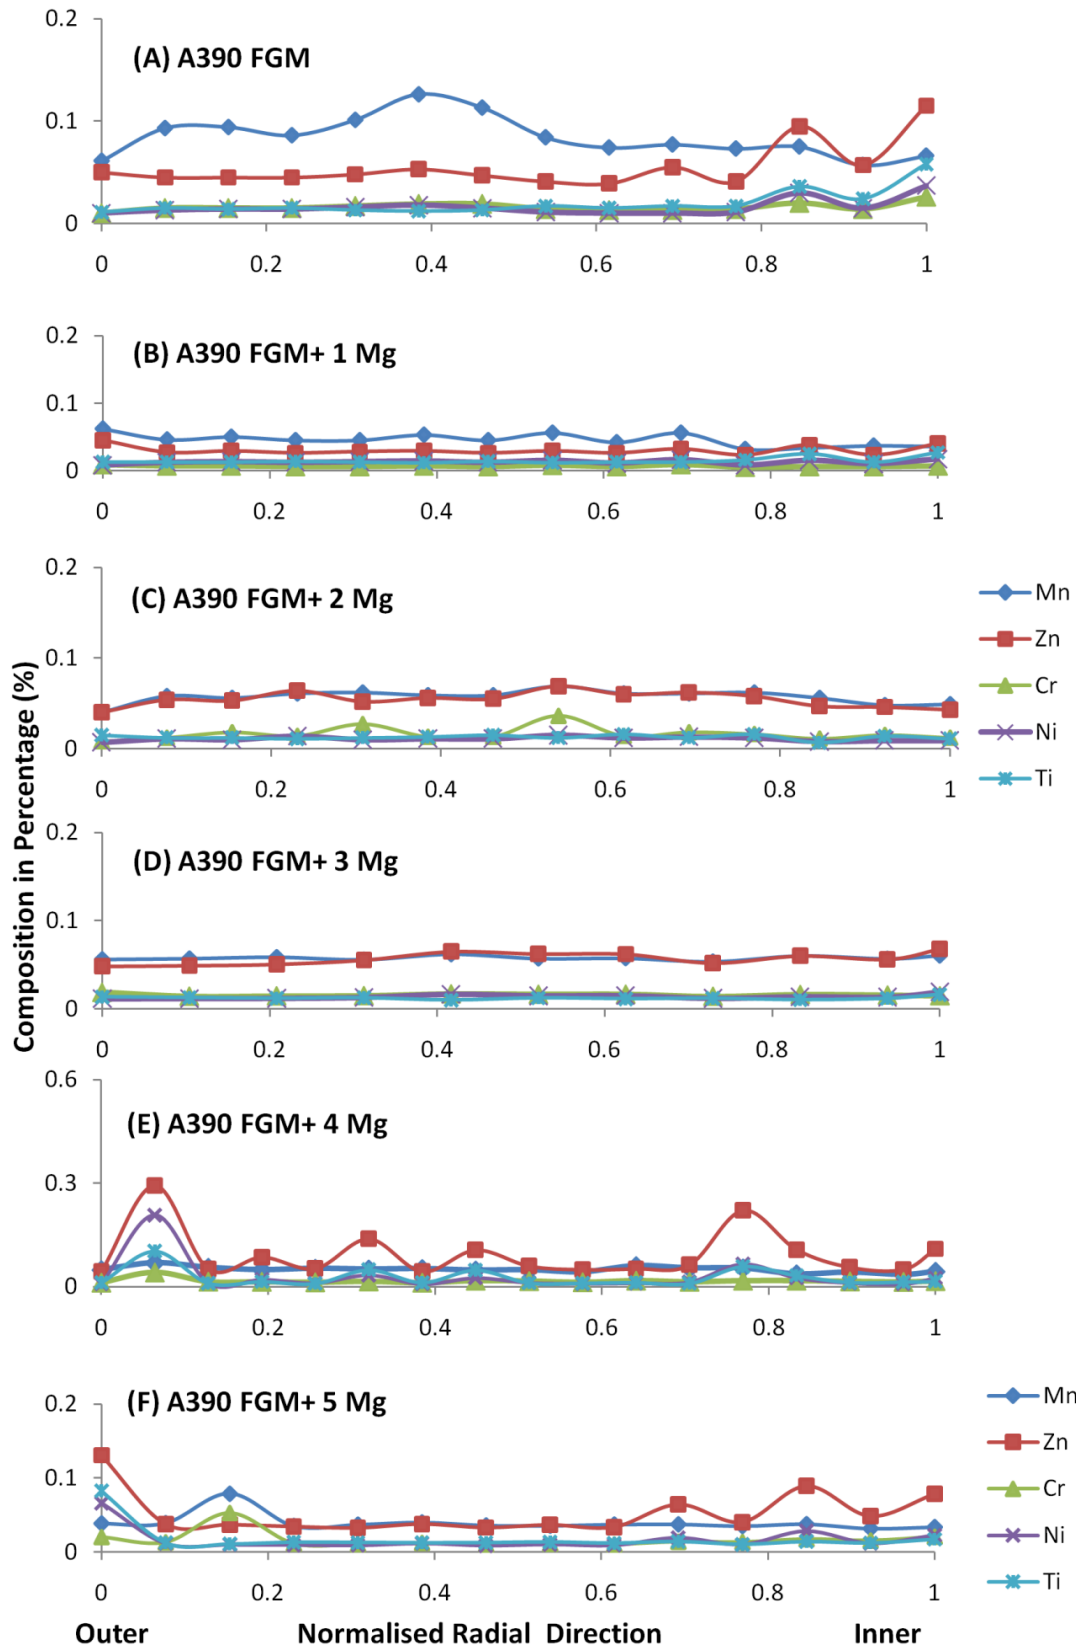 0.2
(A) A390 FGM
0.1
0
0 0.2 0.4 0.6 0.8 1
0.2
(B) A390 FGM+ 1 Mg
0.1
0
0 0.2 0.4 0.6 0.8 1
0.2
(C) A390 FGM+ 2 Mg
0.1
0
0 0.2 0.4 0.6 0.8 1
Mn
Zn
Cr
Ni
Ti
Composition in Percentage (%)
0.2
(D) A390 FGM+ 3 Mg
0.1
0
0 0.2 0.4 0.6 0.8 1
0.6
(E) A390 FGM+ 4 Mg
0.3
0
0 0.2 0.4 0.6 0.8 1
0.2
(F) A390 FGM+ 5 Mg
0.1
0
0 0.2 0.4 0.6 0.8 1
Mn
Zn
Cr
Ni
Ti
Outer Normalised Radial Direction Inner